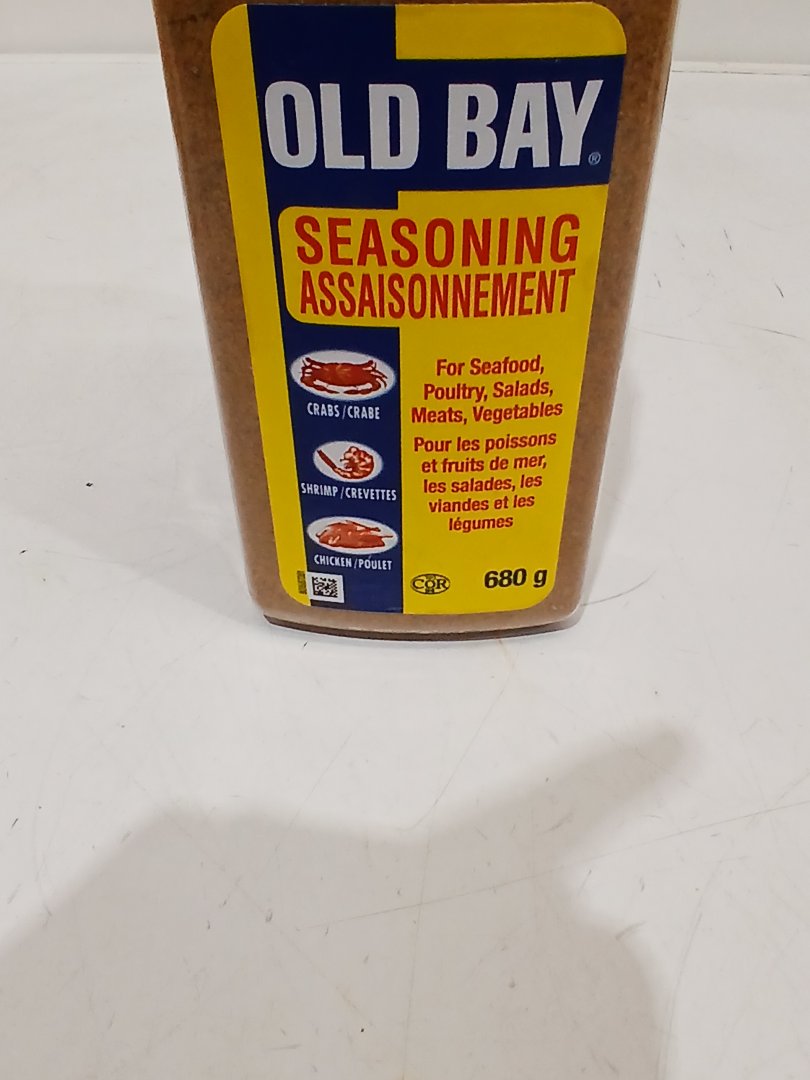 OLD BAY®
SEASONING
ASSAISONNEMENT
CRABS/CRABE
SHRIMP/CREVETTES
CHICKEN/POULET
For Seafood,
Poultry, Salads,
Meats, Vegetables
Pour les poissons
et fruits de mer,
les salades, les
viandes et les
légumes
COR
680 g